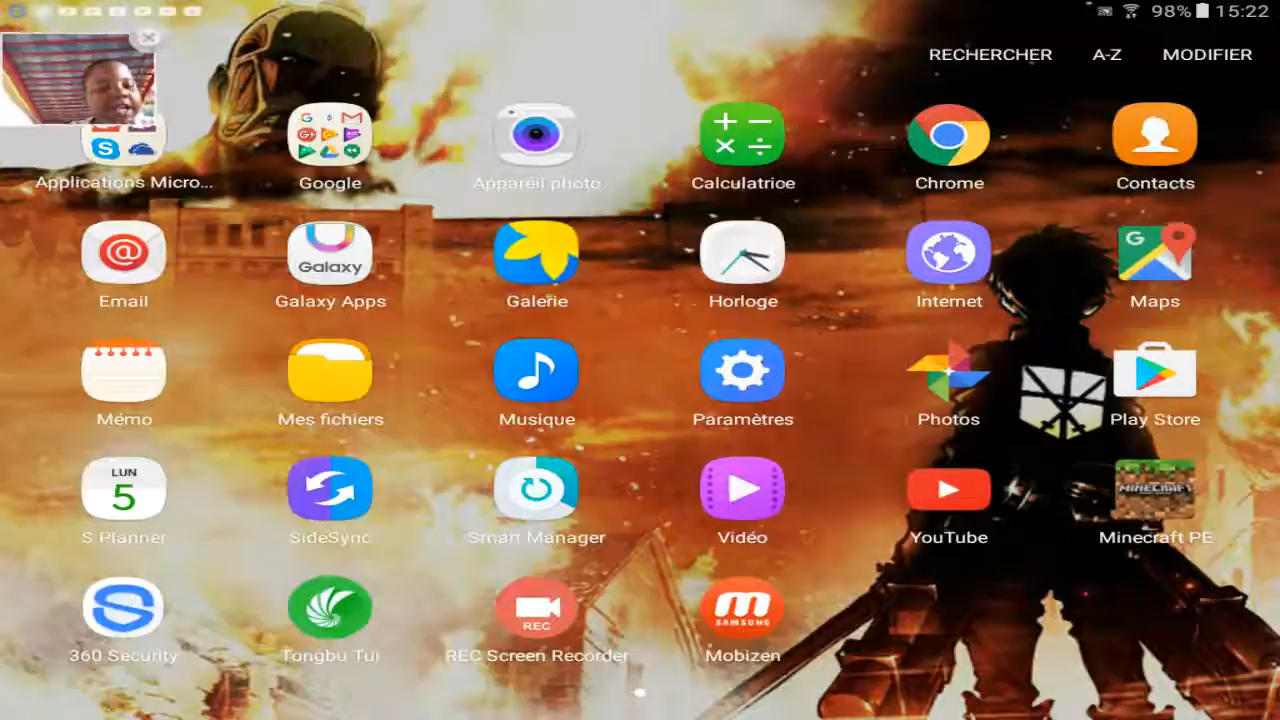 98% 15:22
RECHERCHER A-Z MODIFIER
Applications Micro... Google Appareil photo Calculatrice Chrome Contacts
Galaxy
Email Galaxy Apps Galerie Horloge Internet Maps
Mémo Mes fichiers Musique Paramètres Photos Play Store
LUN
5
MINECRAFT
S Planner SideSync Smart Manager Vidéo YouTube Minecraft PE
REC
SAMSUNG
360 Security Tongbu Tui REC Screen Recorder Mobizen